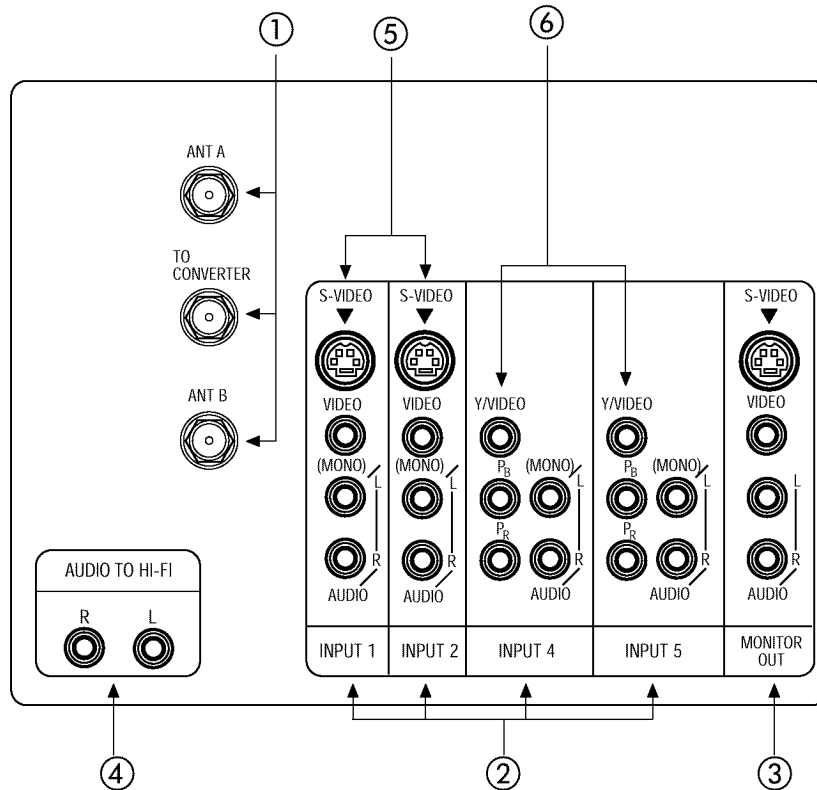 ① ⑤ ⑥
ANT A
TO
CONVERTER
ANT B
S-VIDEO S-VIDEO S-VIDEO
VIDEO VIDEO Y/VIDEO Y/VIDEO VIDEO
(MONO) (MONO) PB (MONO) PB (MONO)
L L L L L
PR PR
R R R R R
AUDIO AUDIO AUDIO AUDIO AUDIO
INPUT 1 INPUT 2 INPUT 4 INPUT 5 MONITOR
OUT
AUDIO TO HI-FI
R L
④ ② ③